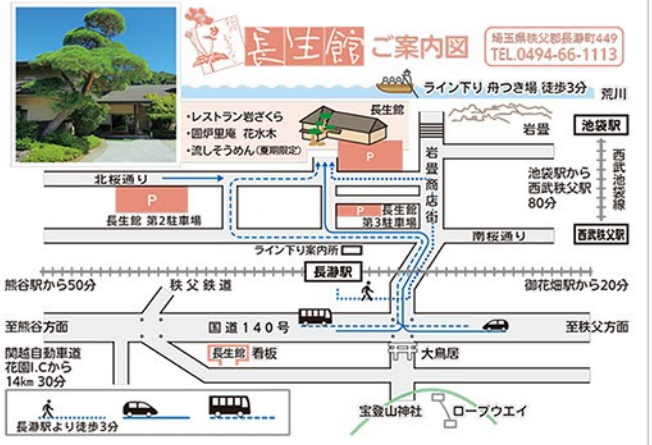 長生館 ご案内図
埼玉県秩父郡長瀞町449
TEL.0494-66-1113
ライン下り 舟つき場 徒歩3分
荒川
・レストラン岩ざくら
・囲炉里庵 花水木
・流しそうめん(夏期限定)
長生館
P
岩畳
池袋駅
池袋駅から
西武秩父駅
80分
西武池袋線
西武秩父駅
岩畳商店街
北桜通り
P
長生館 第2駐車場
P
長生館
第3駐車場
南桜通り
ライン下り案内所
長瀞駅
熊谷駅から50分
秩父鉄道
御花畑駅から20分
至熊谷方面
国道140号
至秩父方面
関越自動車道
花園I.Cから
14km 30分
長生館 看板
大鳥居
長瀞駅より徒歩3分
宝登山神社
ロープウエイ